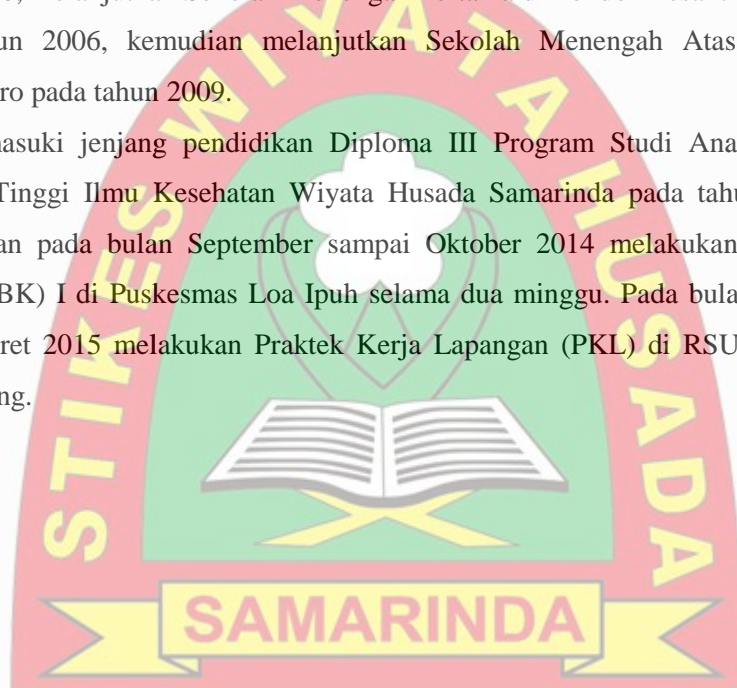 un 2006, kemudian melanjutkan Sekolah Menengah Atas
ro pada tahun 2009.
asuki jenjang pendidikan Diploma III Program Studi Ana
Tinggi Ilmu Kesehatan Wiyata Husada Samarinda pada tahu
an pada bulan September sampai Oktober 2014 melakukan
BK) I di Puskesmas Loa Ipuh selama dua minggu. Pada bula
ret 2015 melakukan Praktek Kerja Lapangan (PKL) di RSU
ng.
STIKES WIYATA HUSADA
SAMARINDA